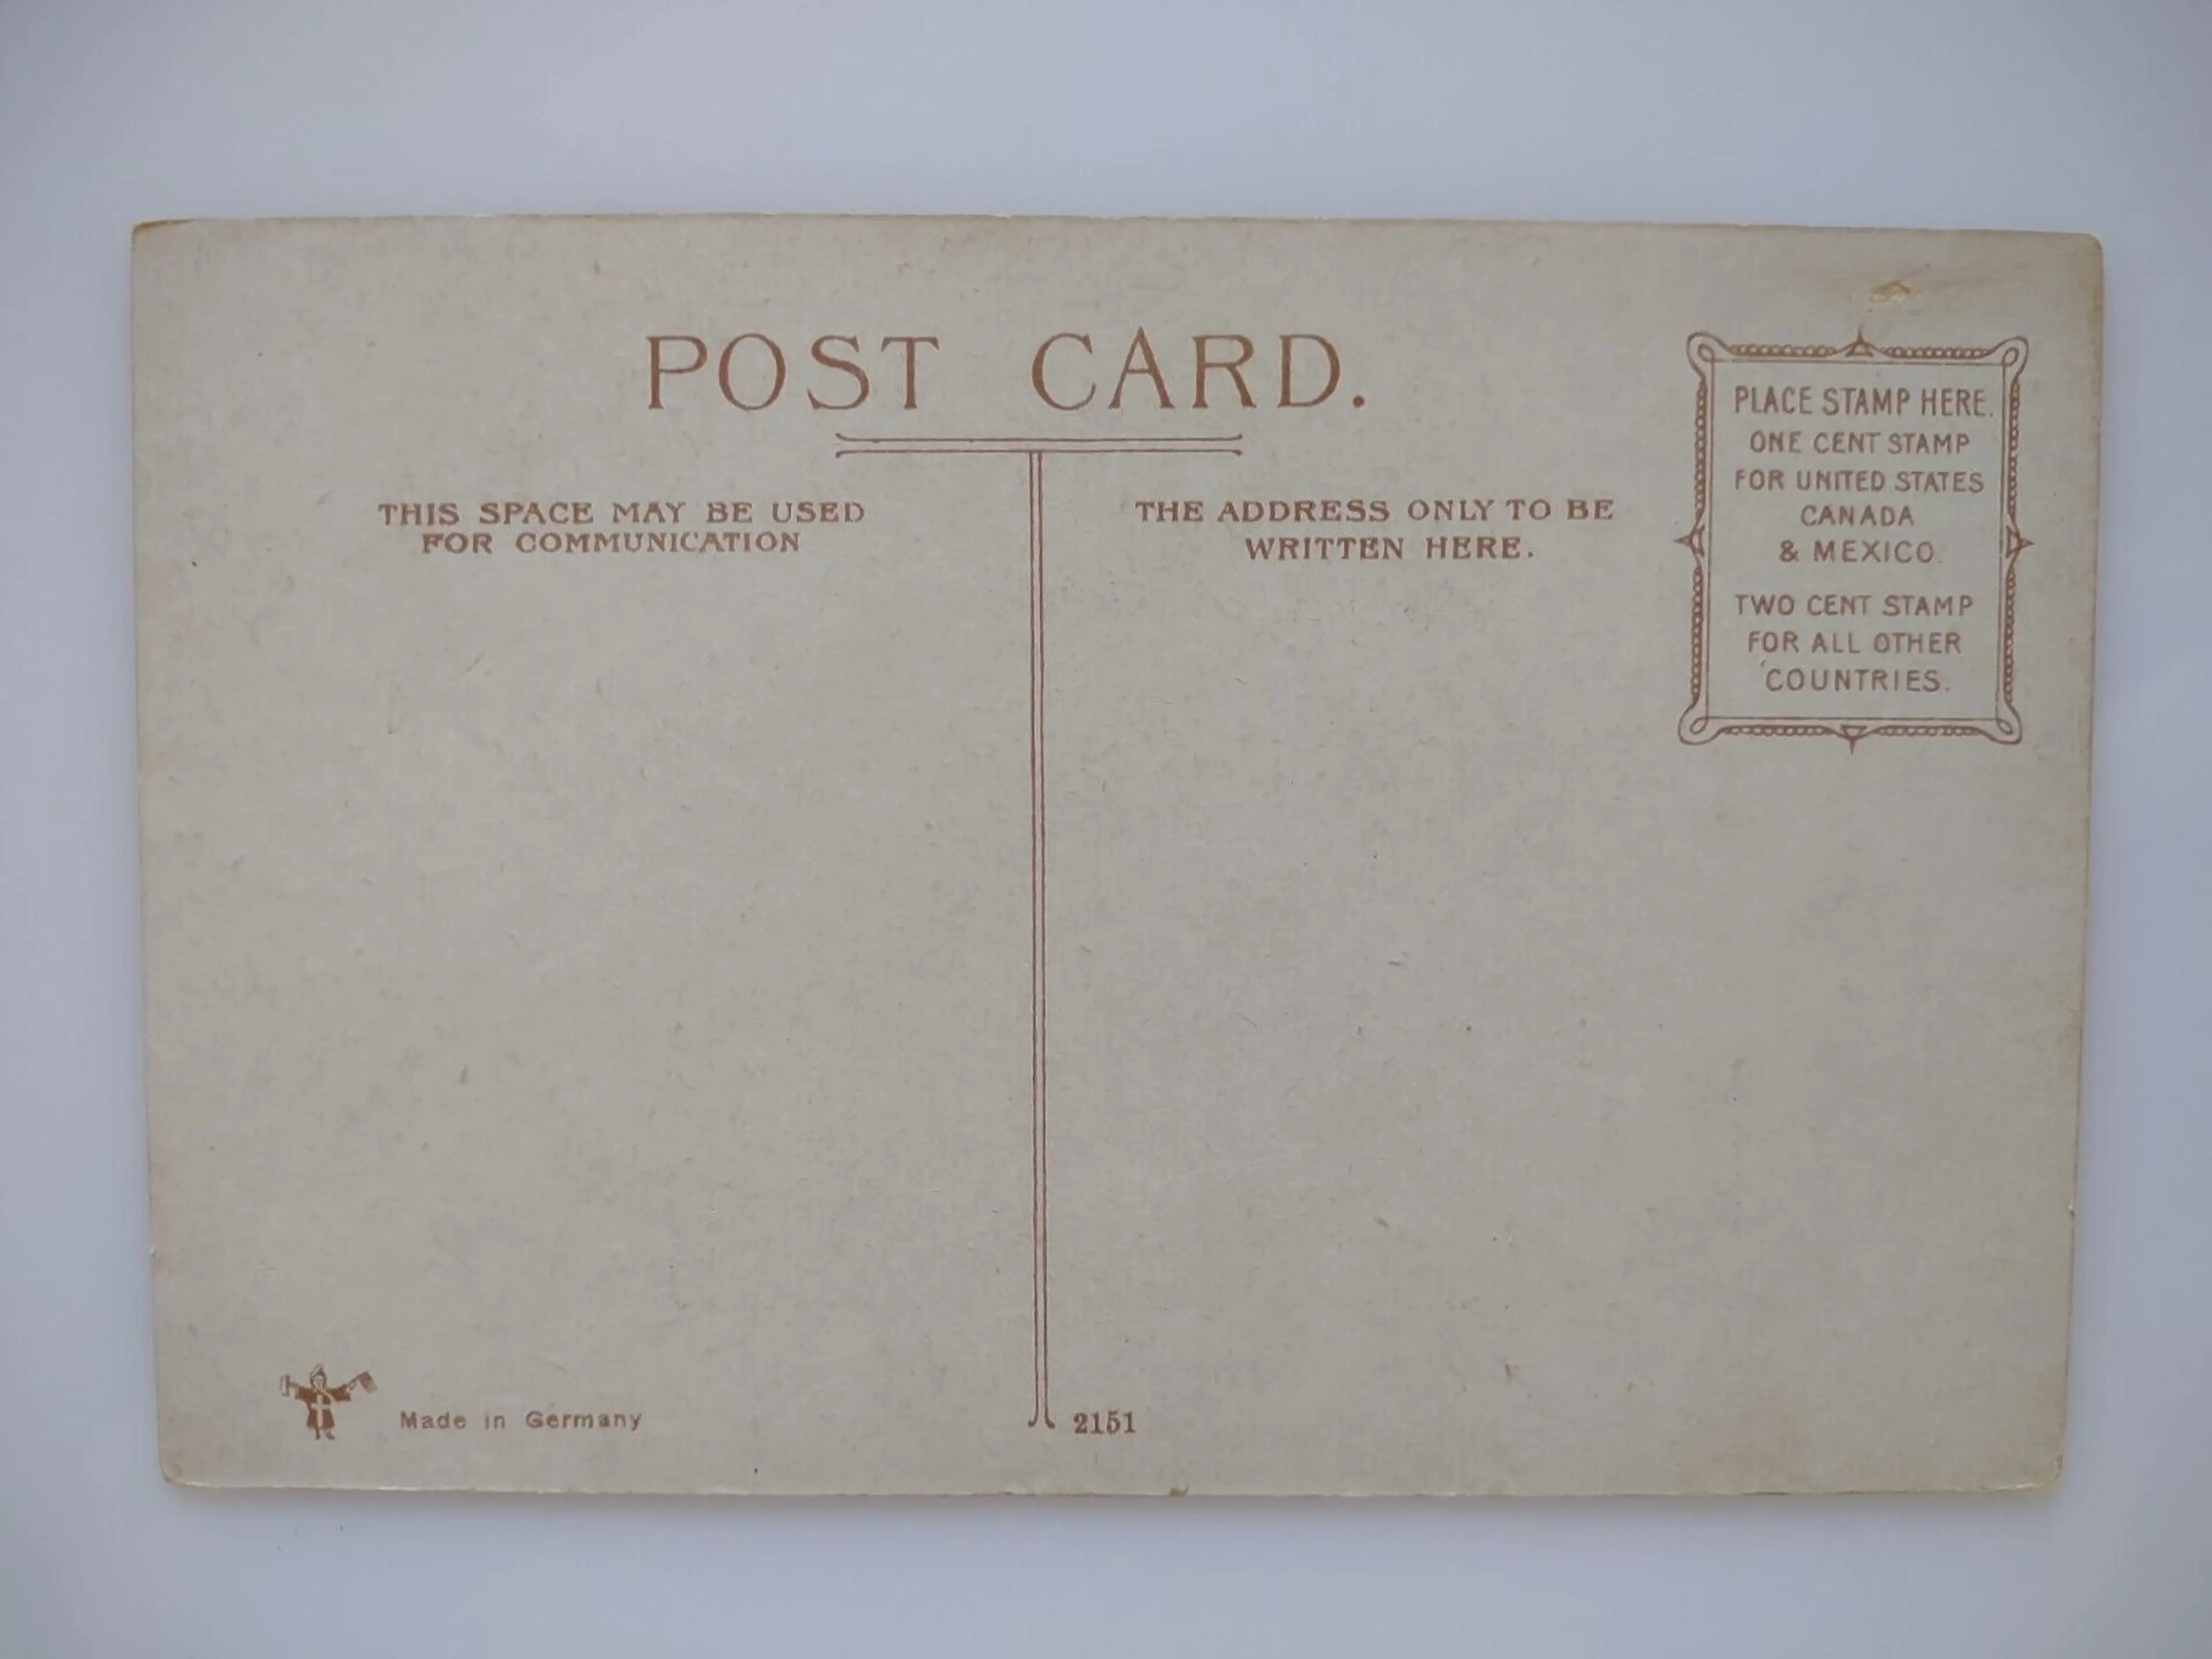 POST CARD.
THIS SPACE MAY BE USED
FOR COMMUNICATION
THE ADDRESS ONLY TO BE
WRITTEN HERE.
PLACE STAMP HERE.
ONE CENT STAMP
FOR UNITED STATES
CANADA
& MEXICO.
TWO CENT STAMP
FOR ALL OTHER
COUNTRIES.
Made in Germany
2151